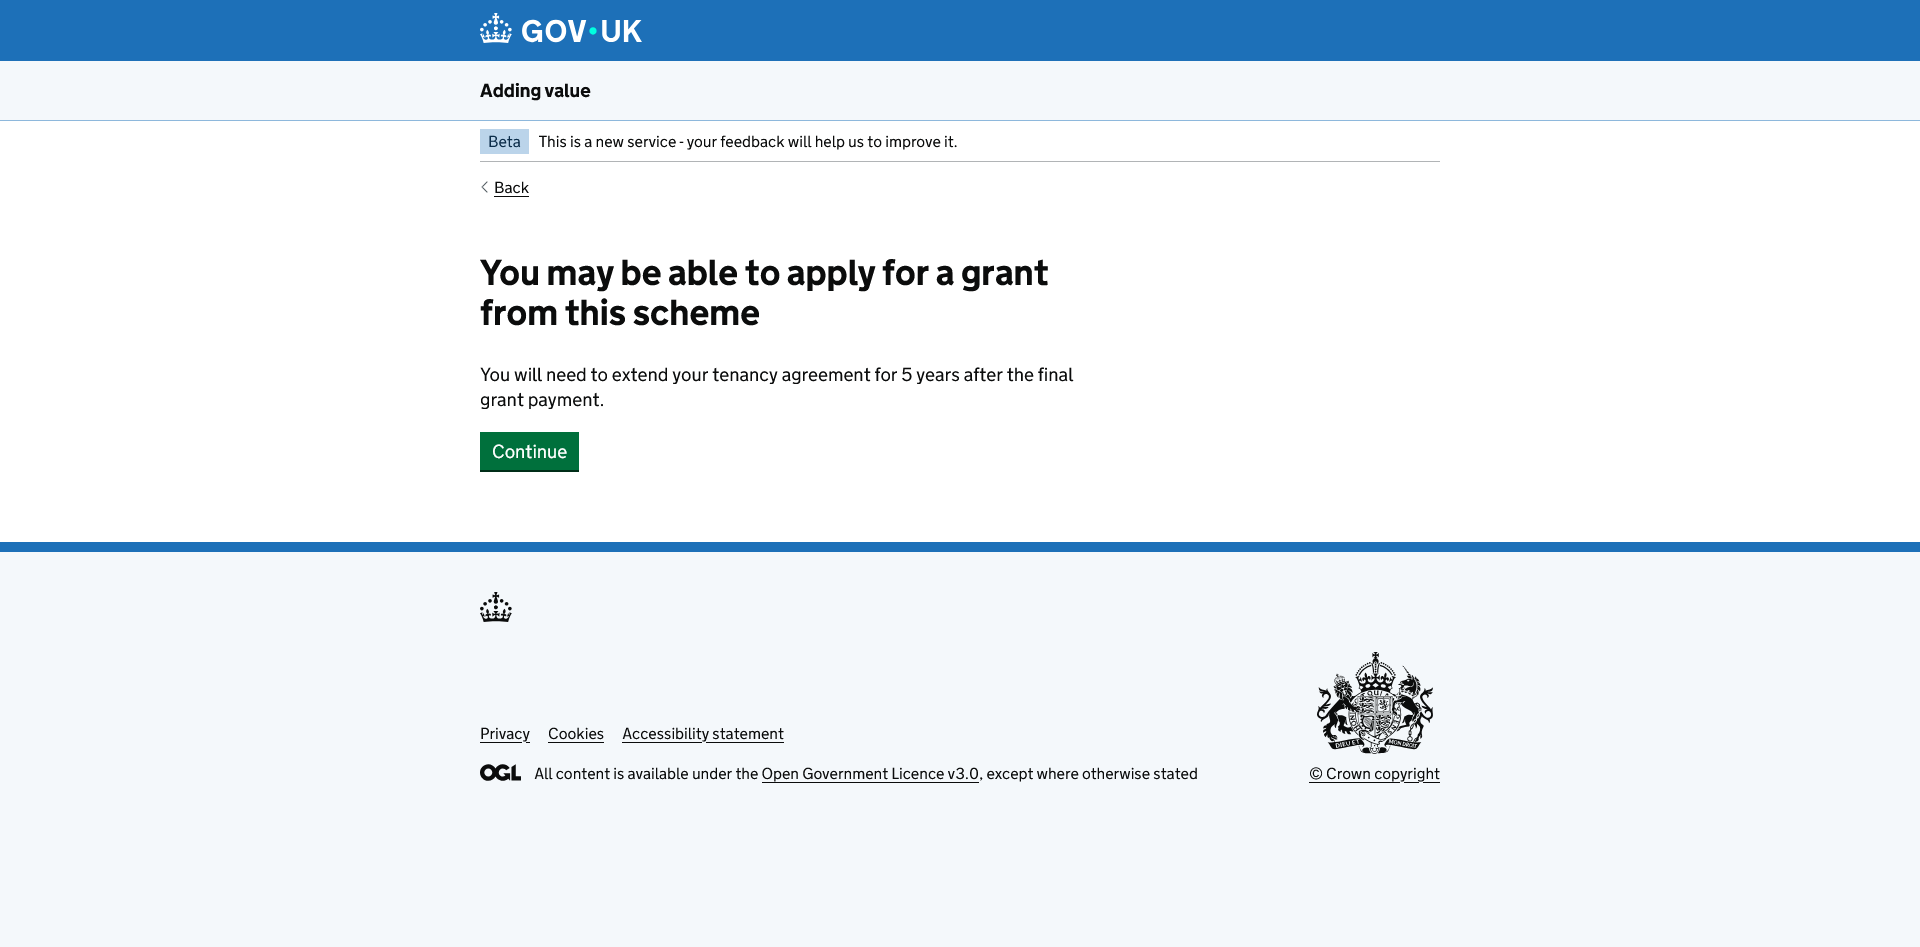 GOV·UK
Adding value
Beta This is a new service - your feedback will help us to improve it.
Back
You may be able to apply for a grant
from this scheme
You will need to extend your tenancy agreement for 5 years after the final
grant payment.
Continue
Privacy Cookies Accessibility statement
OGL All content is available under the Open Government Licence v3.0, except where otherwise stated
© Crown copyright